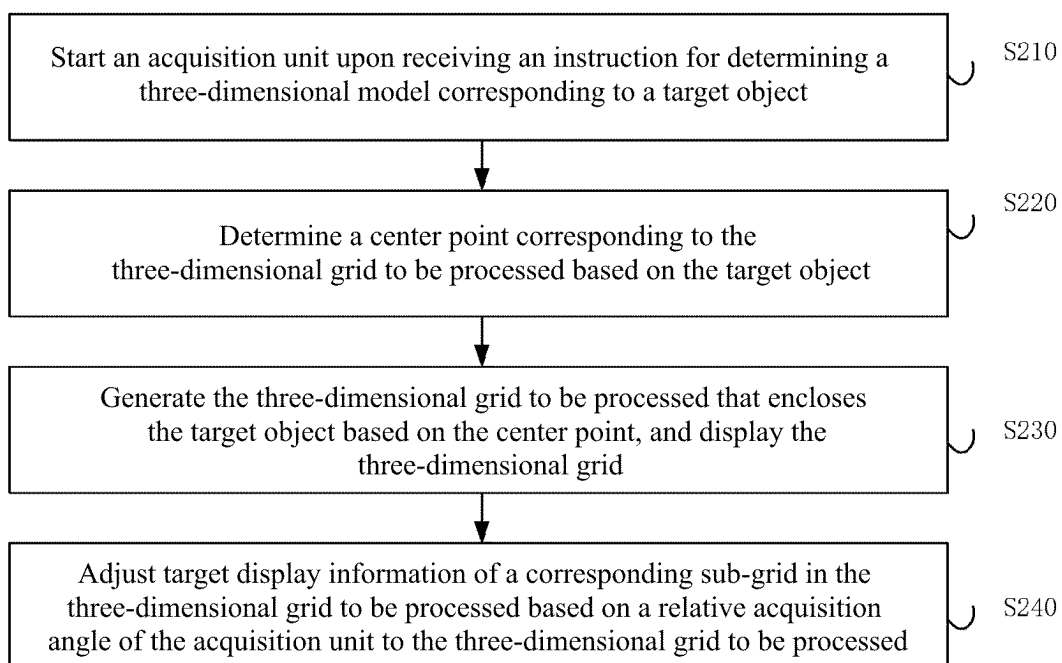 Start an acquisition unit upon receiving an instruction for determining a
three-dimensional model corresponding to a target object
S210
Determine a center point corresponding to the
three-dimensional grid to be processed based on the target object
S220
Generate the three-dimensional grid to be processed that encloses
the target object based on the center point, and display the
three-dimensional grid
S230
Adjust target display information of a corresponding sub-grid in the
three-dimensional grid to be processed based on a relative acquisition
angle of the acquisition unit to the three-dimensional grid to be processed
S240